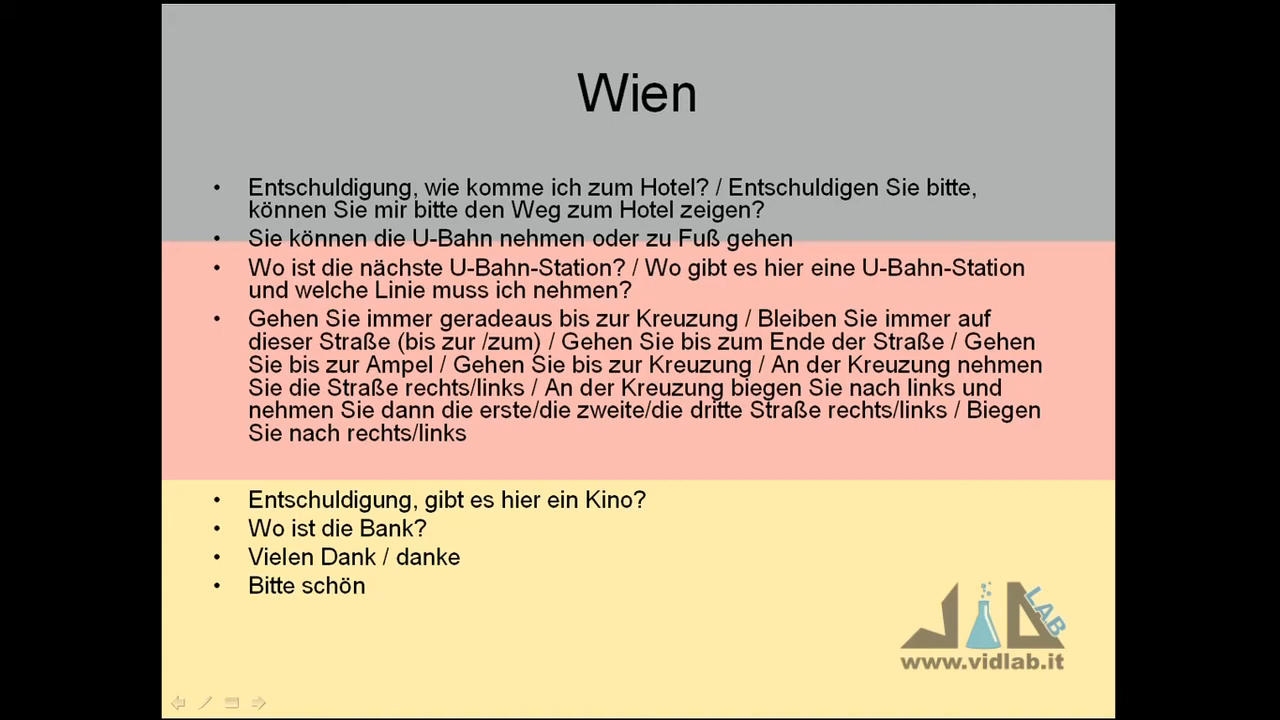 Wien
• Entschuldigung, wie komme ich zum Hotel? / Entschuldigen Sie bitte,
können Sie mir bitte den Weg zum Hotel zeigen?
• Sie können die U-Bahn nehmen oder zu Fuß gehen
• Wo ist die nächste U-Bahn-Station? / Wo gibt es hier eine U-Bahn-Station
und welche Linie muss ich nehmen?
• Gehen Sie immer geradeaus bis zur Kreuzung / Bleiben Sie immer auf
dieser Straße (bis zur /zum) / Gehen Sie bis zum Ende der Straße / Gehen
Sie bis zur Ampel / Gehen Sie bis zur Kreuzung / An der Kreuzung nehmen
Sie die Straße rechts/links / An der Kreuzung biegen Sie nach links und
nehmen Sie dann die erste/die zweite/die dritte Straße rechts/links / Biegen
Sie nach rechts/links
• Entschuldigung, gibt es hier ein Kino?
• Wo ist die Bank?
• Vielen Dank / danke
• Bitte schön
LAB
www.vidlab.it